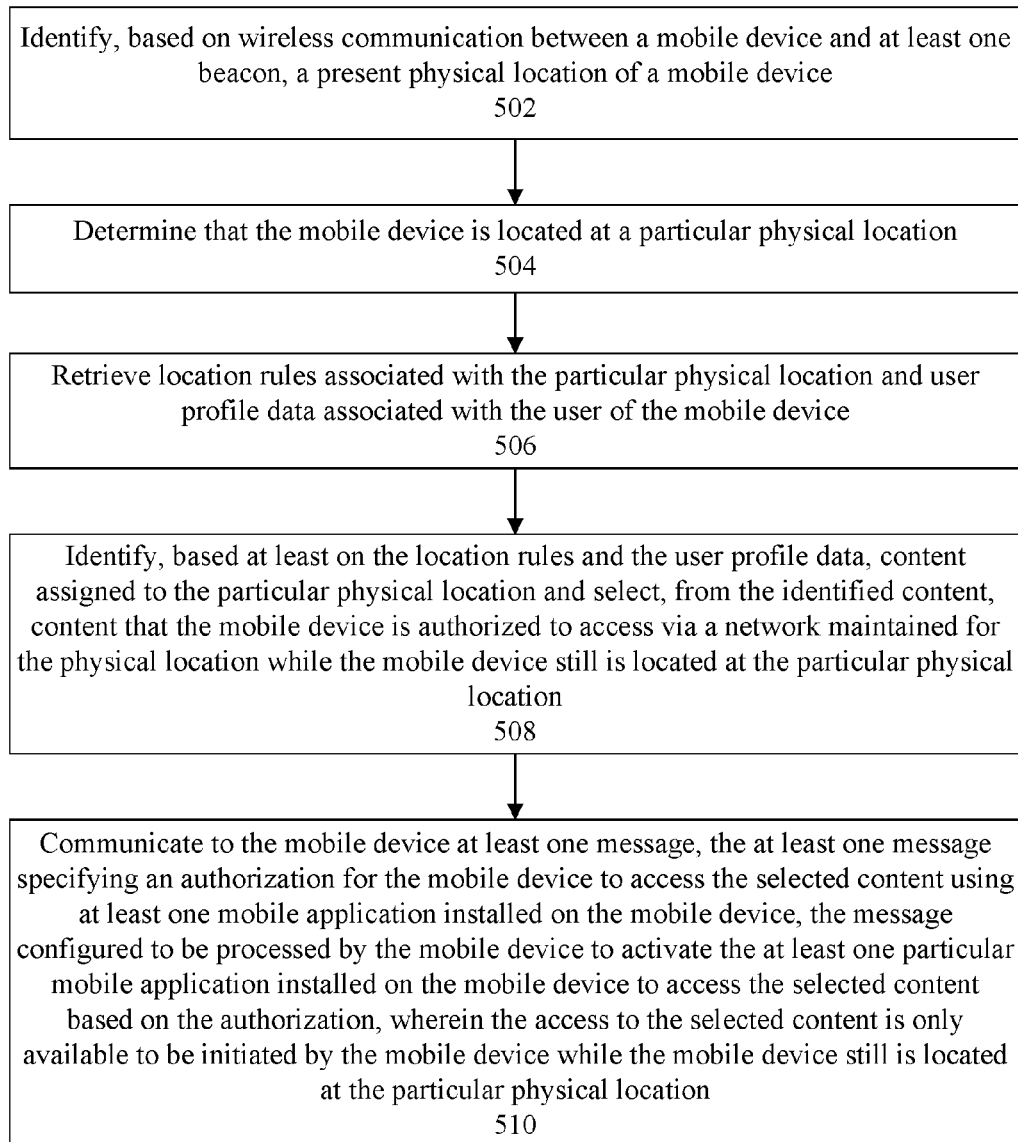 Identify, based on wireless communication between a mobile device and at least one
beacon, a present physical location of a mobile device
502
Determine that the mobile device is located at a particular physical location
504
Retrieve location rules associated with the particular physical location and user
profile data associated with the user of the mobile device
506
Identify, based at least on the location rules and the user profile data, content
assigned to the particular physical location and select, from the identified content,
content that the mobile device is authorized to access via a network maintained for
the physical location while the mobile device still is located at the particular physical
location
508
Communicate to the mobile device at least one message, the at least one message
specifying an authorization for the mobile device to access the selected content using
at least one mobile application installed on the mobile device, the message
configured to be processed by the mobile device to activate the at least one particular
mobile application installed on the mobile device to access the selected content
based on the authorization, wherein the access to the selected content is only
available to be initiated by the mobile device while the mobile device still is located
at the particular physical location
510